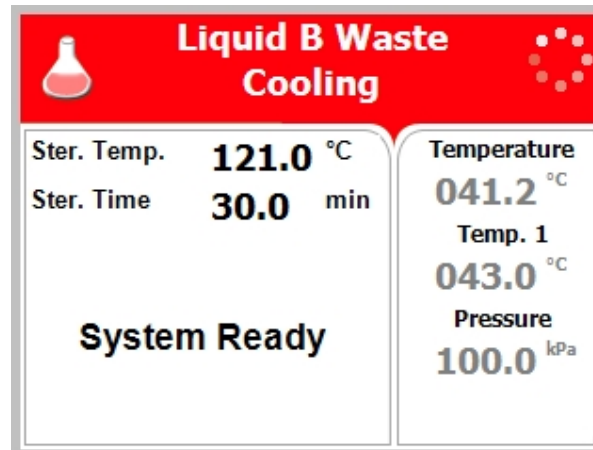 Liquid B Waste
Cooling
Ster. Temp. 121.0 °C
Ster. Time 30.0 min
System Ready
Temperature
041.2 °C
Temp. 1
043.0 °C
Pressure
100.0 kPa